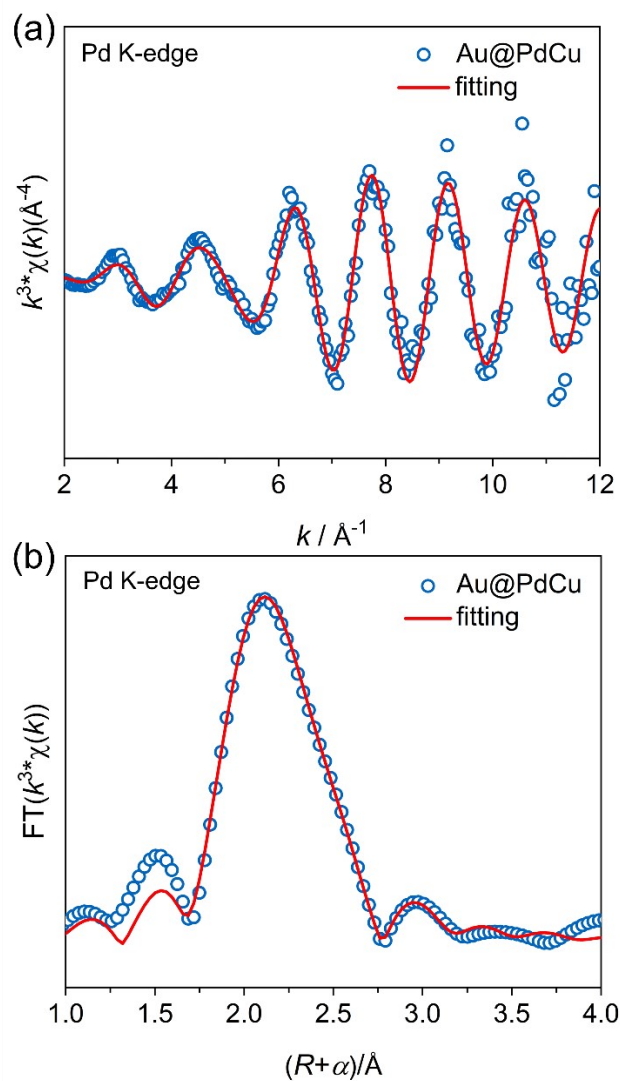 (a)
Pd K-edge
Au@PdCu
fitting
k³*χ(k)(Å⁻⁴)
2 4 6 8 10 12
k / Å⁻¹
(b)
Pd K-edge
Au@PdCu
fitting
FT(k³*χ(k))
1.0 1.5 2.0 2.5 3.0 3.5 4.0
(R+α)/Å